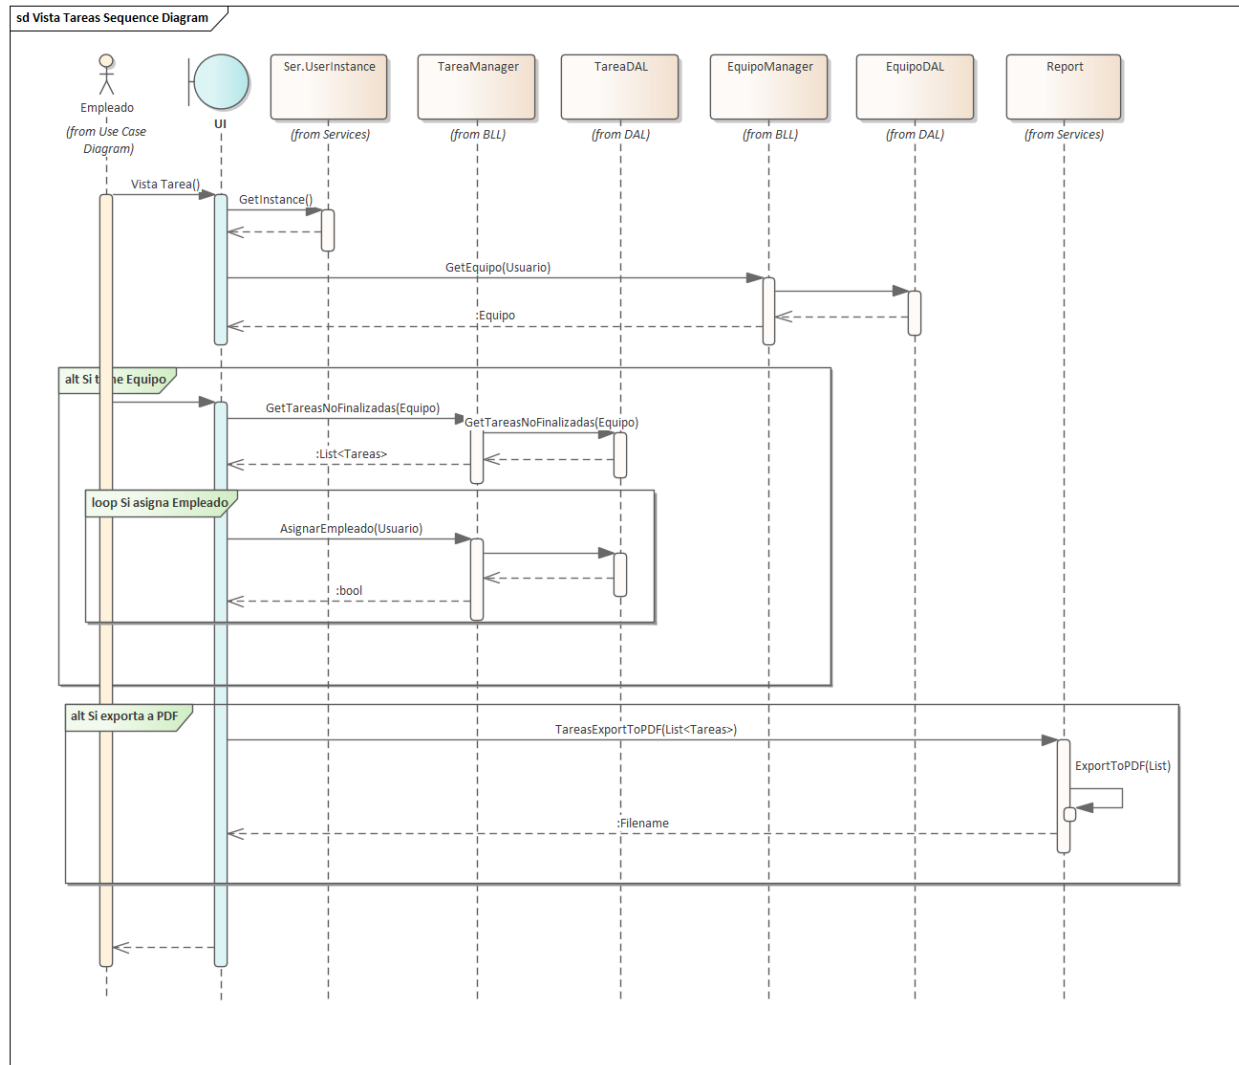 sd Vista Tareas Sequence Diagram
Empleado
(from Use Case
Diagram)
UI
Ser.UserInstance
(from Services)
TareaManager
(from BLL)
TareaDAL
(from DAL)
EquipoManager
(from BLL)
EquipoDAL
(from DAL)
Report
(from Services)
Vista Tarea()
GetInstance()
GetEquipo(Usuario)
:Equipo
alt Si tiene Equipo
GetTareasNoFinalizadas(Equipo)
GetTareasNoFinalizadas(Equipo)
:List<Tareas>
loop Si asigna Empleado
AsignarEmpleado(Usuario)
:bool
alt Si exporta a PDF
TareasExportToPDF(List<Tareas>)
ExportToPDF(List)
:Filename